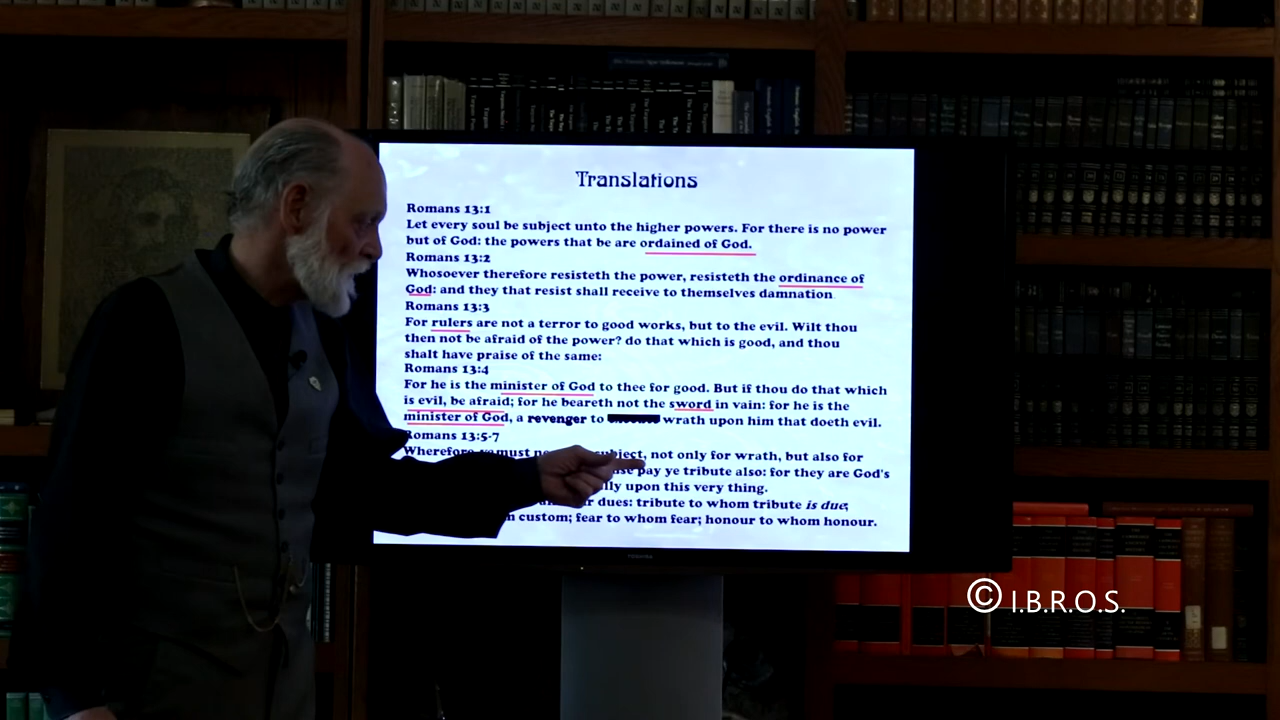 Translations
Romans 13:1
Let every soul be subject unto the higher powers. For there is no power
but of God: the powers that be are ordained of God.
Romans 13:2
Whosoever therefore resisteth the power, resisteth the ordinance of
God: and they that resist shall receive to themselves damnation
Romans 13:3
For rulers are not a terror to good works, but to the evil. Wilt thou
then not be afraid of the power? do that which is good, and thou
shalt have praise of the same:
Romans 13:4
For he is the minister of God to thee for good. But if thou do that which
is evil, be afraid; for he beareth not the sword in vain: for he is the
minister of God, a revenger to wrath upon him that doeth evil.
Romans 13:5-7
Wherefore must subject, not only for wrath, but also for
pay ye tribute also: for they are God's
upon this very thing.
dues: tribute to whom tribute is due;
custom; fear to whom fear; honour to whom honour.
TOSHIBA
© I.B.R.O.S.